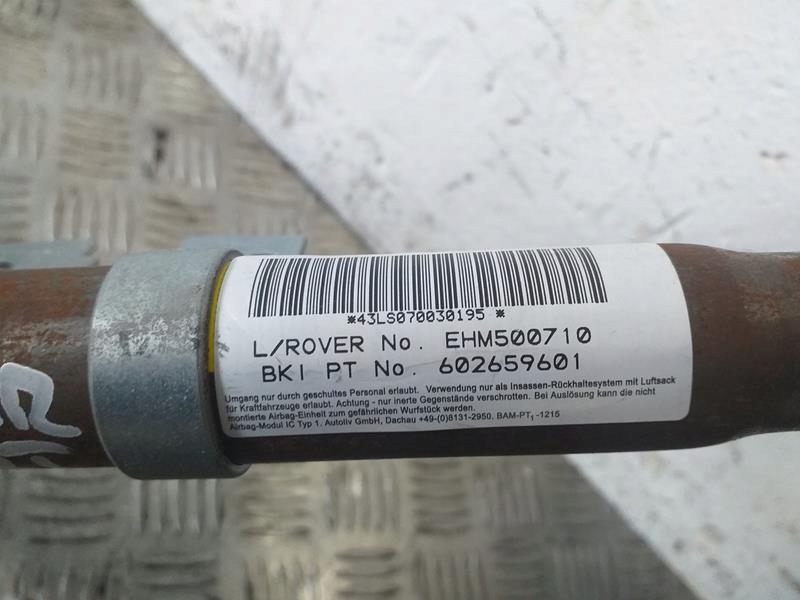 *43LS070030195 *
L/ROVER No. EHM500710
BKI PT No. 602659601
Umgang nur durch geschultes Personal erlaubt. Verwendung nur als Insassen-Rückhaltesystem mit Luftsack
für Kraftfahrzeuge erlaubt. Achtung - nur inerte Gegenstände verschrotten. Bei Auslösung kann die nicht
montierte Airbag-Einheit zum gefährlichen Wurfstück werden.
Airbag-Modul IC Typ 1. Autoliv GmbH, Dachau +49-(0)8131-2950. BAM-PT1 -1215